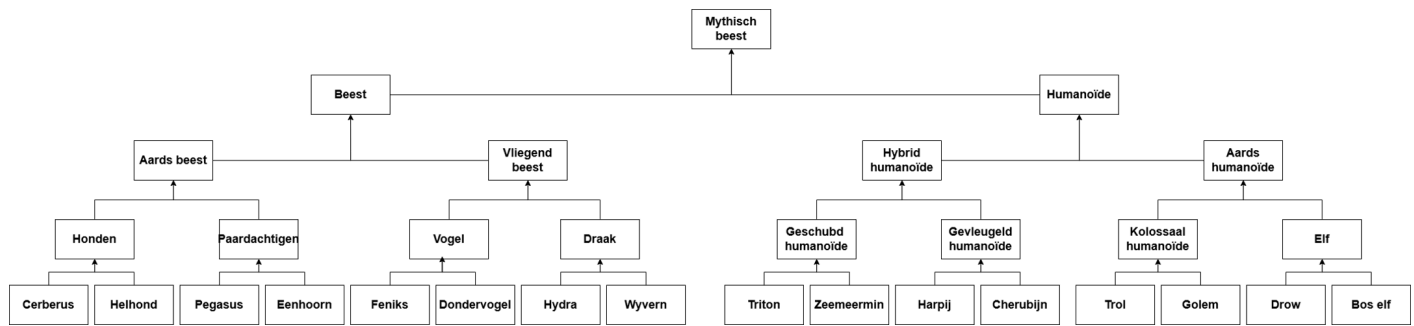 Mythisch
beest
Beest
Humanoïde
Aards beest
Vliegend
beest
Hybrid
humanoïde
Aards
humanoïde
Honden
Paardachtigen
Vogel
Draak
Geschubd
humanoïde
Gevleugeld
humanoïde
Kolossaal
humanoïde
Elf
Cerberus
Helhond
Pegasus
Eenhoorn
Feniks
Dondervogel
Hydra
Wyvern
Triton
Zeemeermin
Harpij
Cherubijn
Trol
Golem
Drow
Bos elf